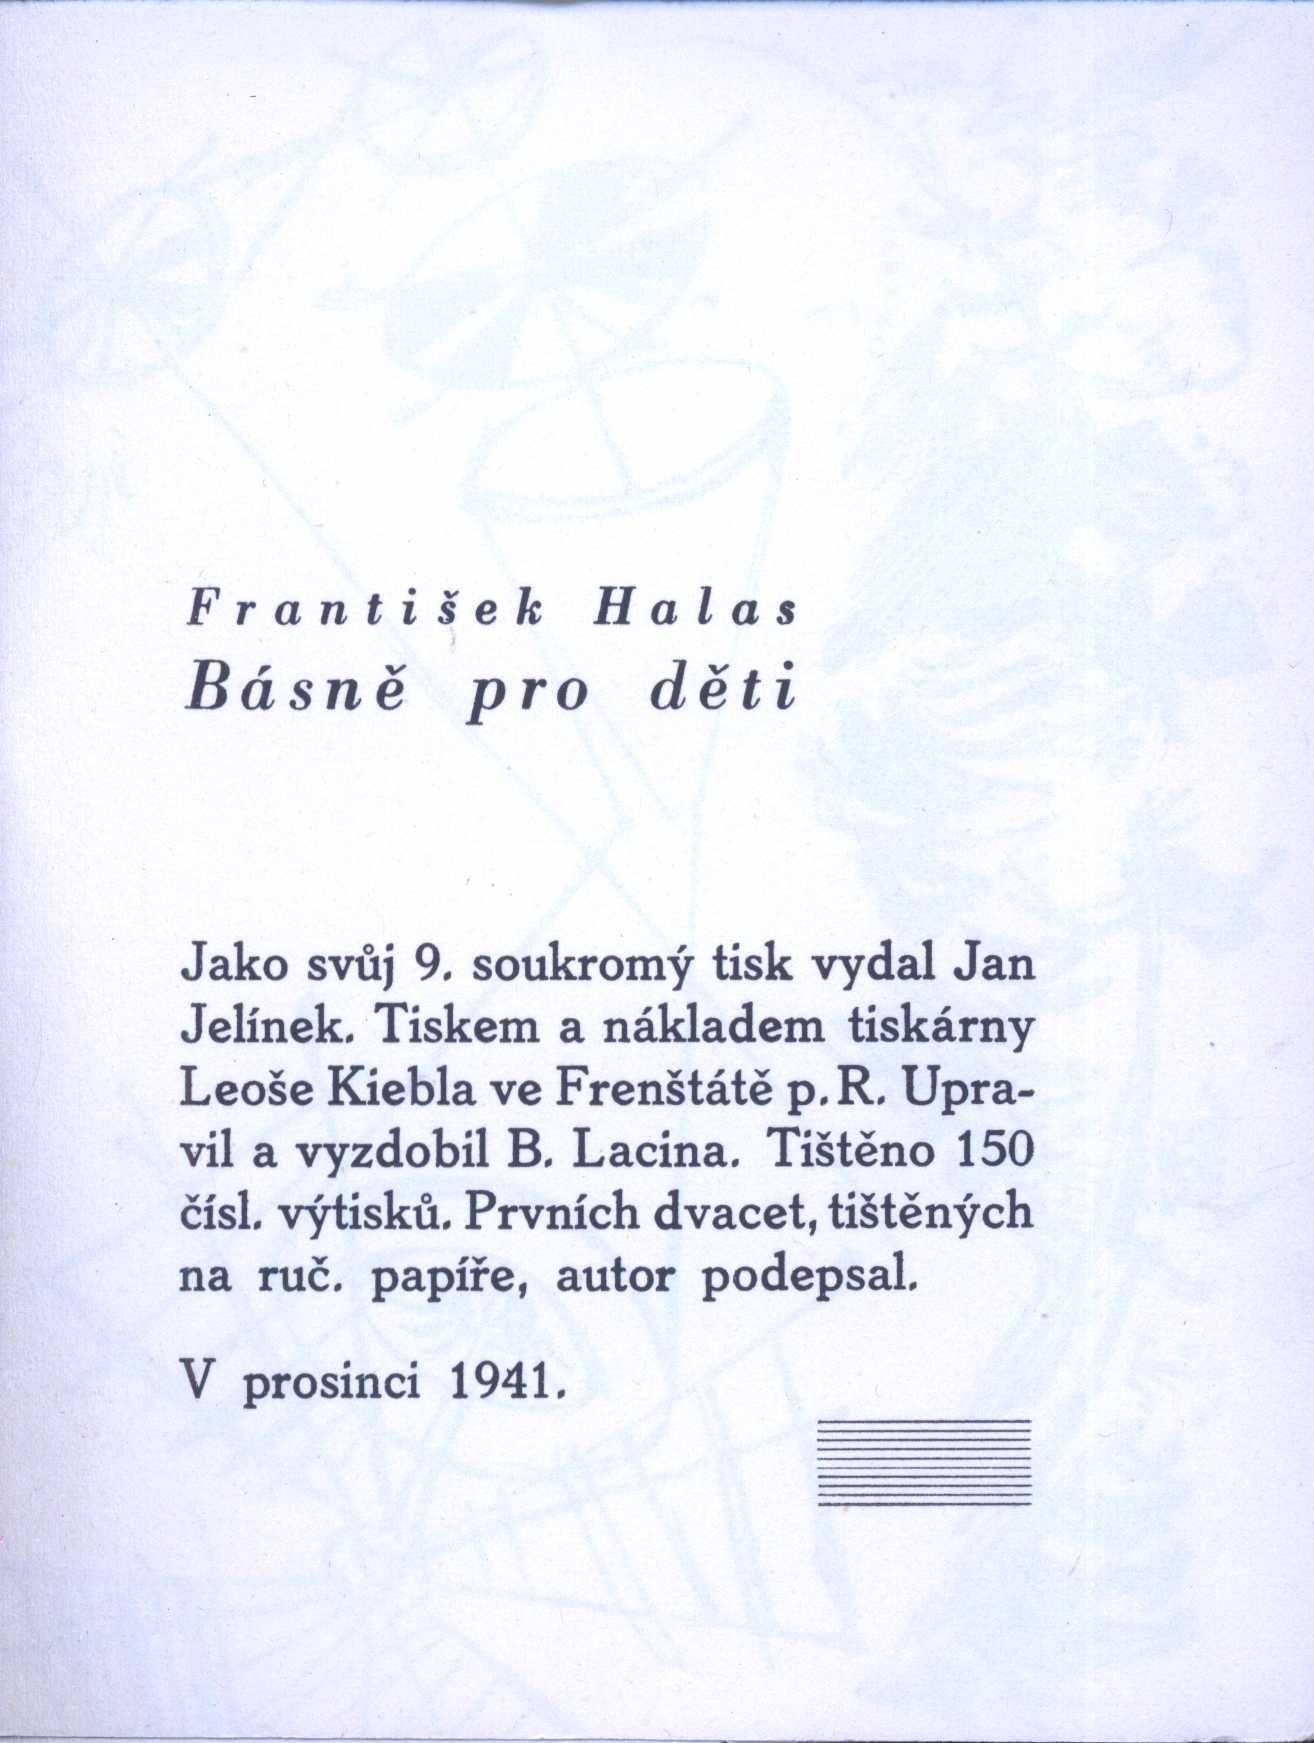 František Halas
Básně pro děti
Jako svůj 9. soukromý tisk vydal Jan
Jelínek. Tiskem a nákladem tiskárny
Leoše Kiebla ve Frenštátě p. R. Upra-
vil a vyzdobil B. Lacina. Tištěno 150
čísl. výtisků. Prvních dvacet, tištěných
na ruč. papíře, autor podepsal.
V prosinci 1941.